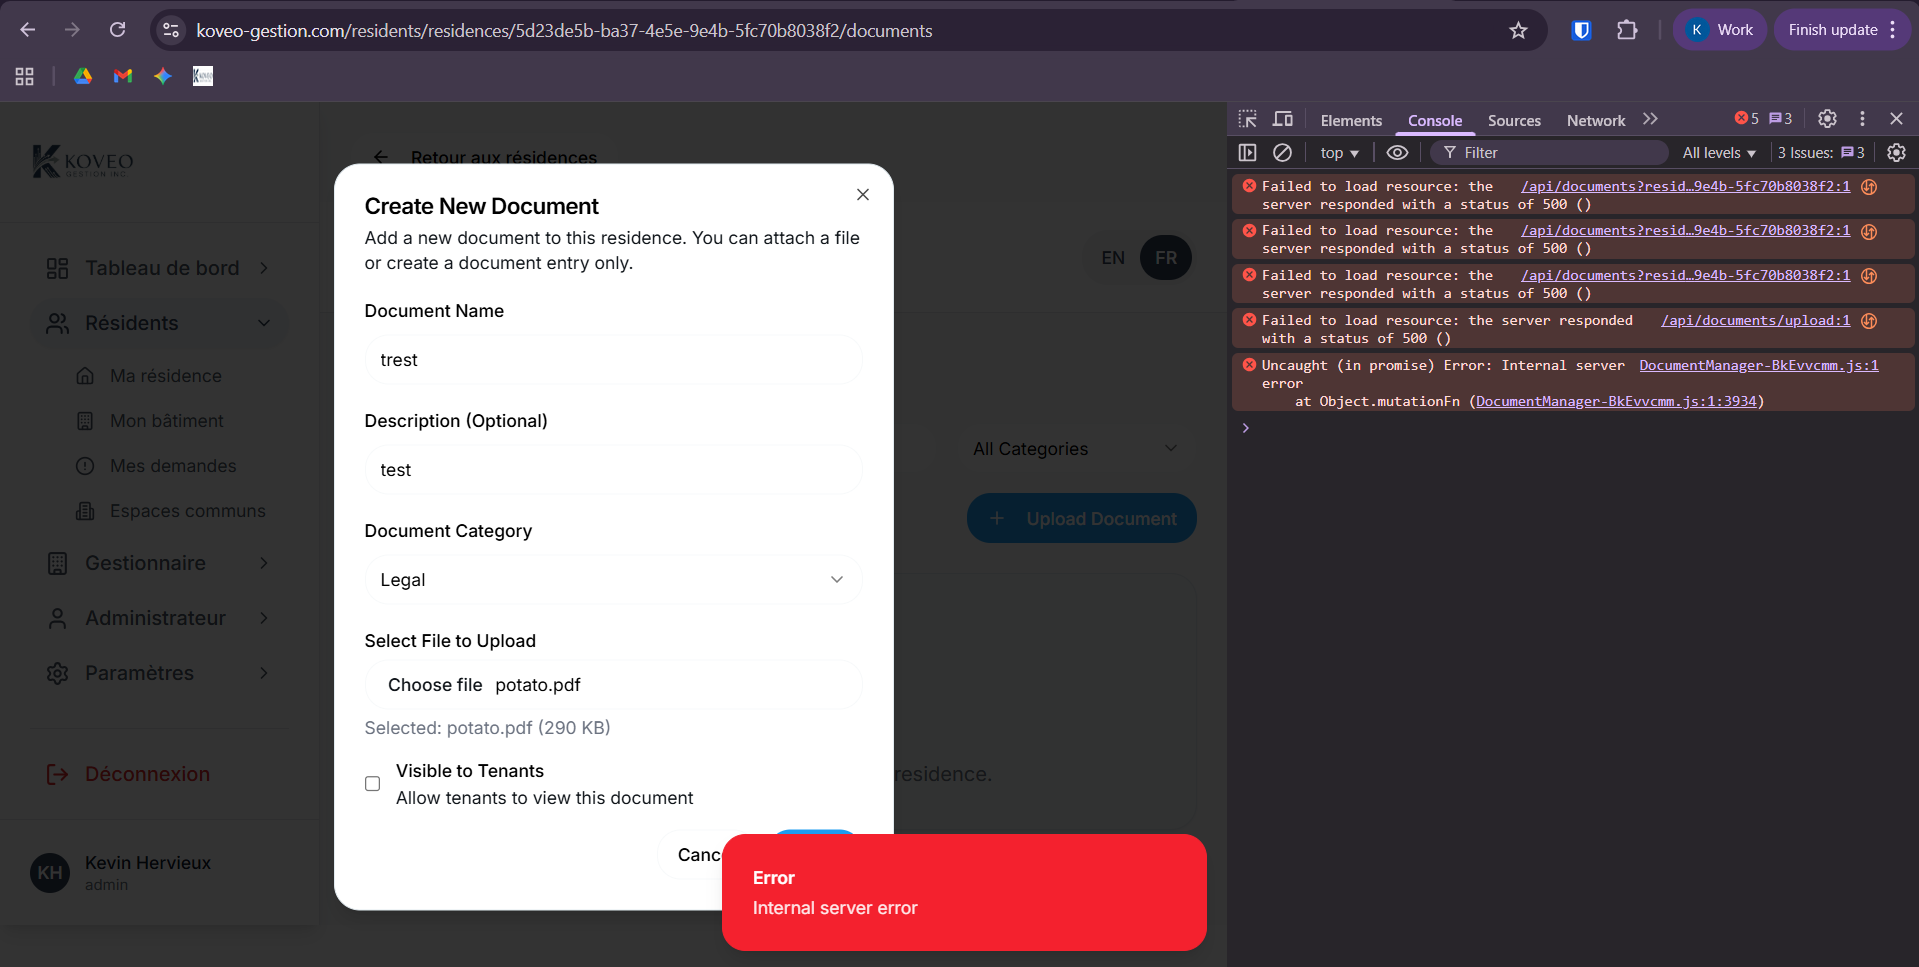 koveo-gestion.com/residents/residences/5d23de5b-ba37-4e5e-9e4b-5fc70b8038f2/documents
K Work
Finish update
KOVEO
GESTION INC.
Tableau de bord
Résidents
Ma résidence
Mon bâtiment
Mes demandes
Espaces communs
Gestionnaire
Administrateur
Paramètres
Déconnexion
KH
Kevin Hervieux
admin
Retour aux résidences
EN FR
All Categories
+ Upload Document
residence.
Create New Document
Add a new document to this residence. You can attach a file
or create a document entry only.
Document Name
trest
Description (Optional)
test
Document Category
Legal
Select File to Upload
Choose file potato.pdf
Selected: potato.pdf (290 KB)
Visible to Tenants
Allow tenants to view this document
Canc
Error
Internal server error
Elements Console Sources Network 5 3
top Filter All levels 3 Issues: 3
Failed to load resource: the /api/documents?resid…9e4b-5fc70b8038f2:1
server responded with a status of 500 ()
Failed to load resource: the /api/documents?resid…9e4b-5fc70b8038f2:1
server responded with a status of 500 ()
Failed to load resource: the /api/documents?resid…9e4b-5fc70b8038f2:1
server responded with a status of 500 ()
Failed to load resource: the server responded /api/documents/upload:1
with a status of 500 ()
Uncaught (in promise) Error: Internal server DocumentManager-BkEvvcmm.js:1
error
at Object.mutationFn (DocumentManager-BkEvvcmm.js:1:3934)